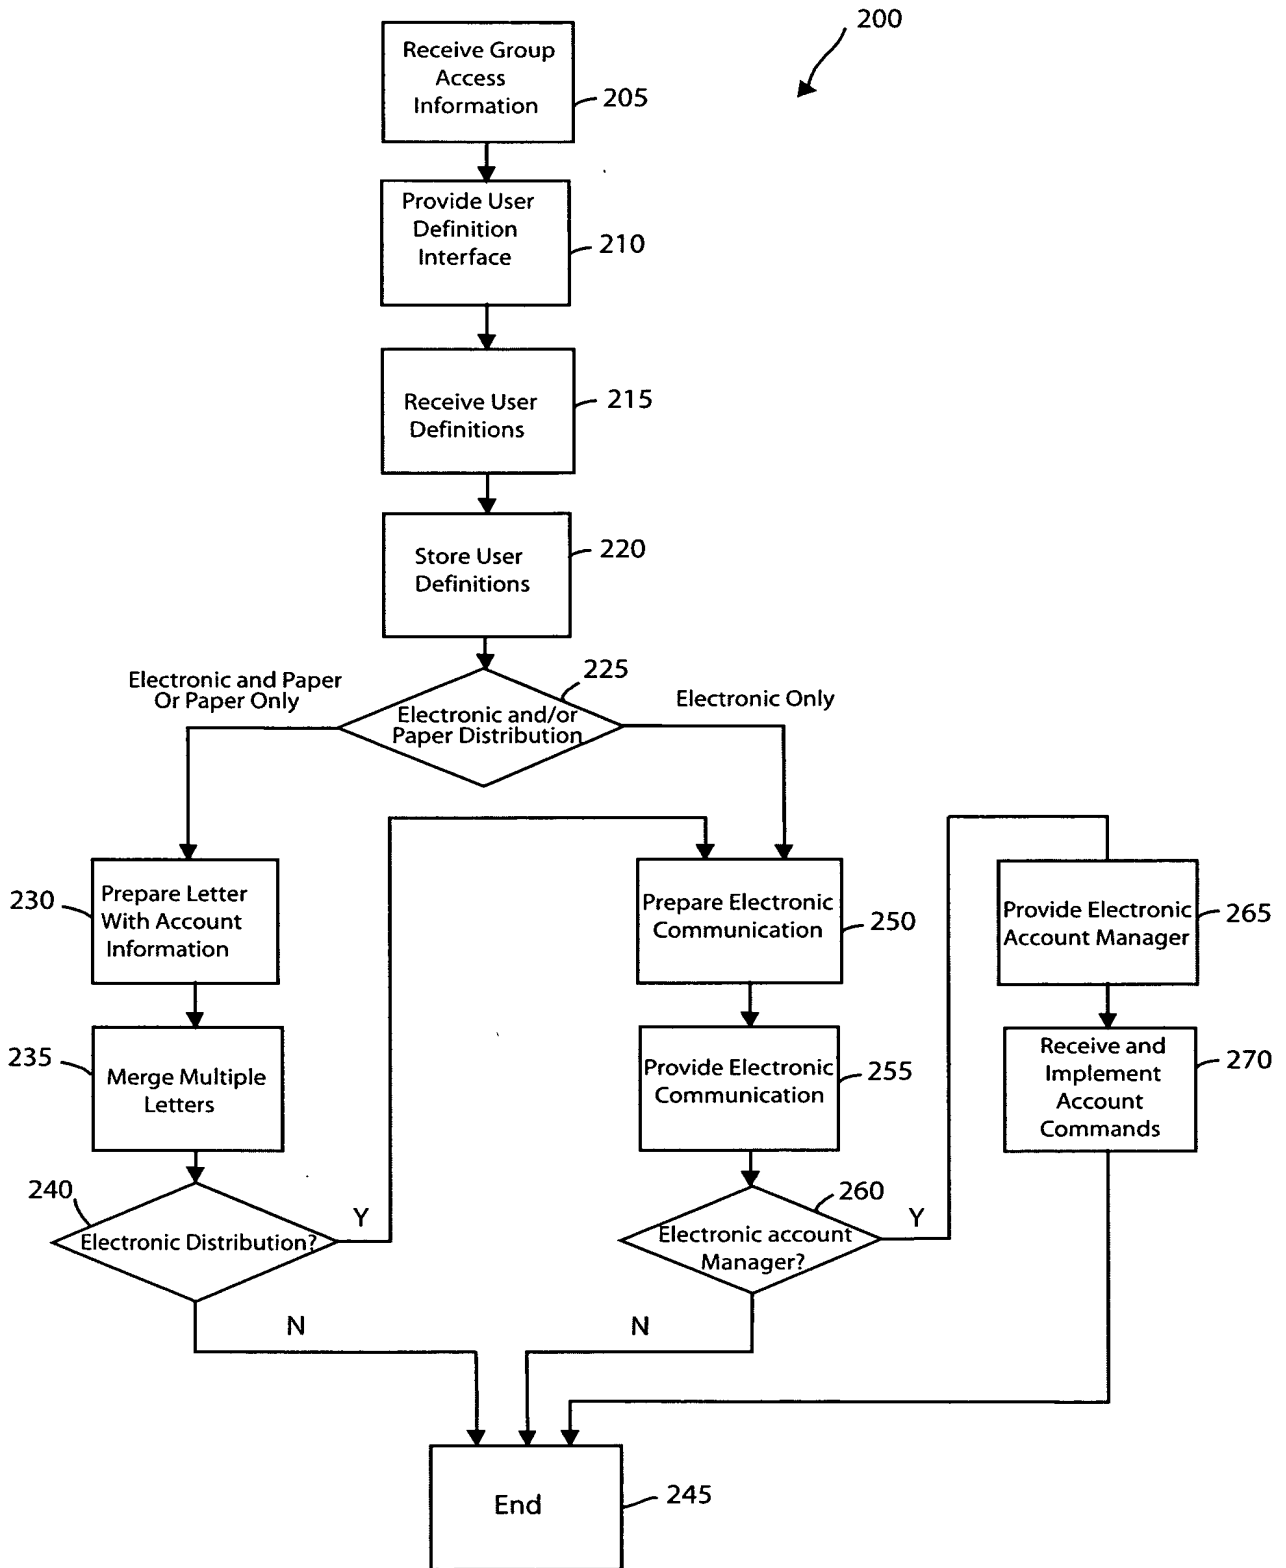 200
Receive Group
Access
Information
205
Provide User
Definition
Interface
210
Receive User
Definitions
215
Store User
Definitions
220
225
Electronic and Paper
Or Paper Only
Electronic Only
Electronic and/or
Paper Distribution
230
Prepare Letter
With Account
Information
Prepare Electronic
Communication
250
Provide Electronic
Account Manager
265
235
Merge Multiple
Letters
Provide Electronic
Communication
255
Receive and
Implement
Account
Commands
270
240
Electronic Distribution?
Y
260
Electronic account
Manager?
Y
N
N
End
245